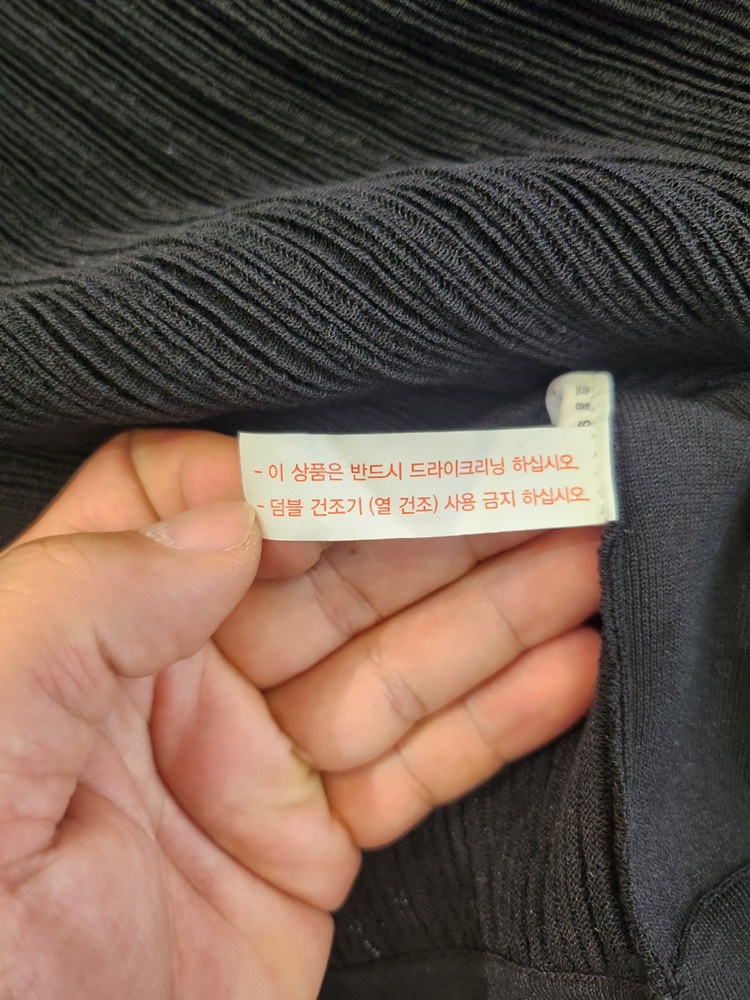 - 이 상품은 반드시 드라이크리닝 하십시오.
- 덤블 건조기 (열 건조) 사용 금지 하십시오.